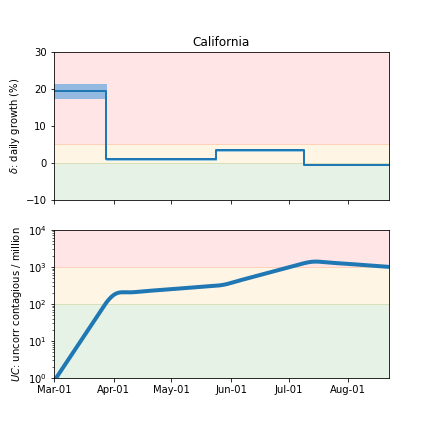 California
30
20
10
0
−10
δ: daily growth (%)
10⁴
10³
10²
10¹
10⁰
UC: uncorr contagious / million
Mar-01 Apr-01 May-01 Jun-01 Jul-01 Aug-01